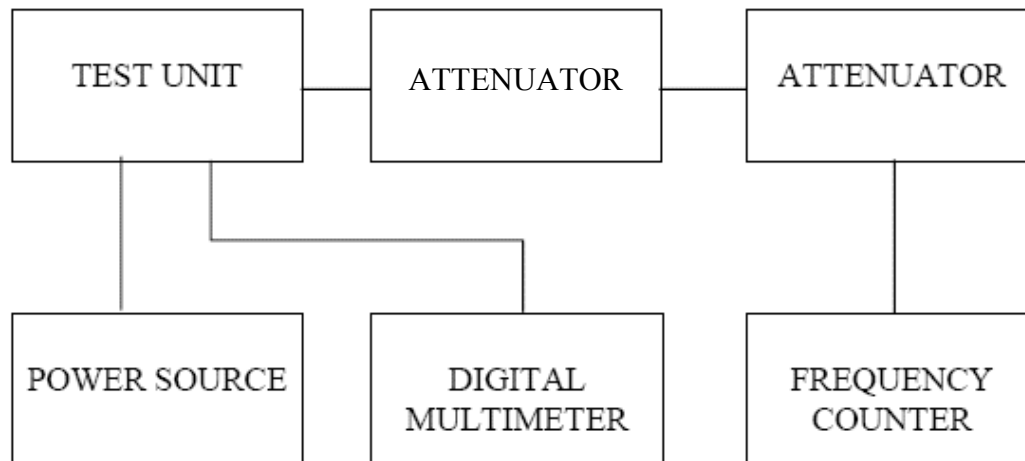 TEST UNIT
ATTENUATOR
ATTENUATOR
POWER SOURCE
DIGITAL
MULTIMETER
FREQUENCY
COUNTER